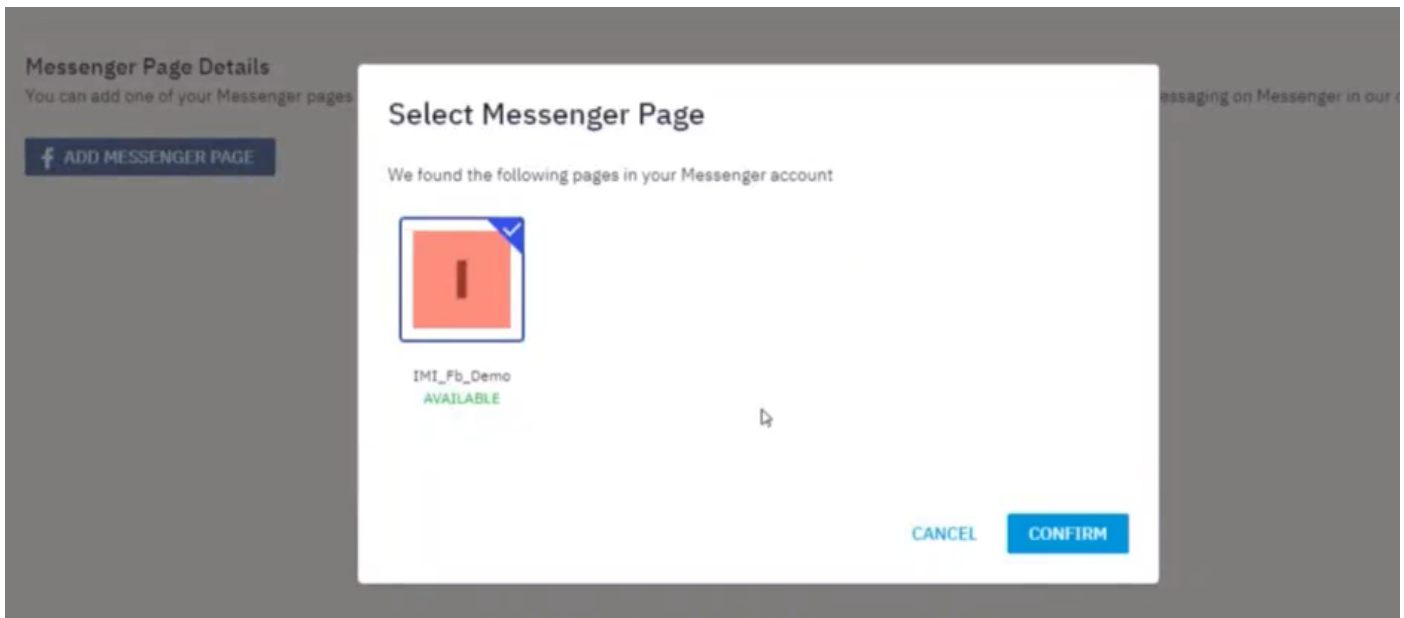 Messenger Page Details
You can add one of your Messenger pages
essaging on Messenger in our
ADD MESSENGER PAGE
Select Messenger Page
We found the following pages in your Messenger account
I
IMI_Fb_Demo
AVAILABLE
CANCEL
CONFIRM